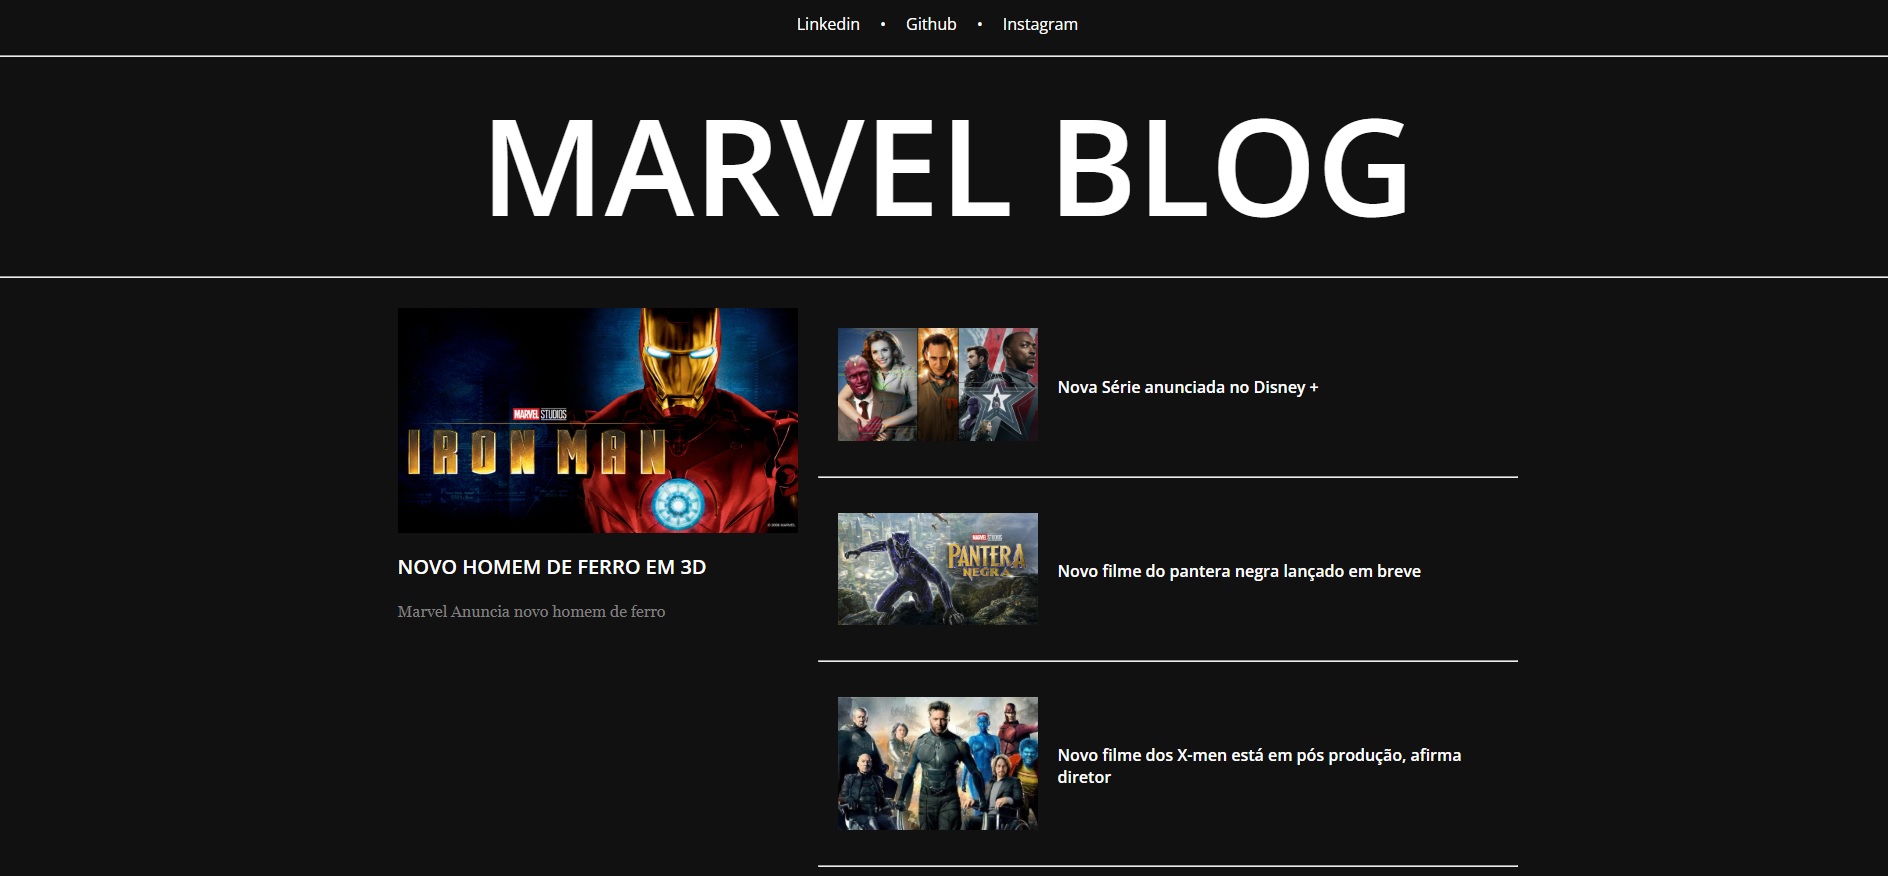 Linkedin • Github • Instagram
MARVEL BLOG
MARVEL STUDIOS
IRON MAN
© 2008 MARVEL
NOVO HOMEM DE FERRO EM 3D
Marvel Anuncia novo homem de ferro
Nova Série anunciada no Disney +
MARVEL STUDIOS
PANTERA
NEGRA
Novo filme do pantera negra lançado em breve
Novo filme dos X-men está em pós produção, afirma
diretor